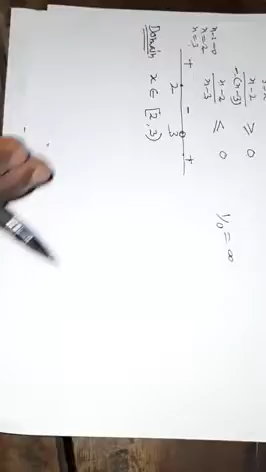 x-2
-(x-3) ≥ 0
x-2
x-3 ≤ 0
1/0 = ∞
x-2=0
x=2
x=3
+ - +
2 3
Domain x ∈ [2, 3)